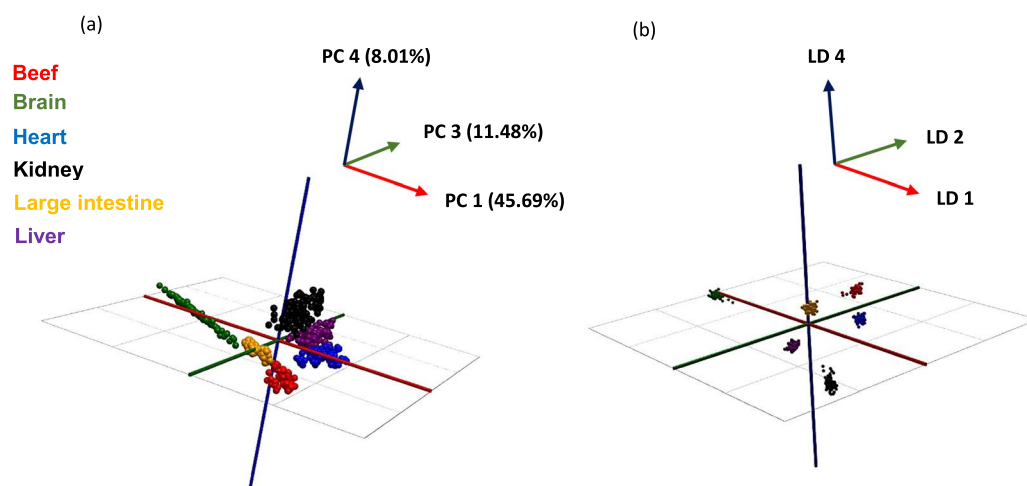 (a)
PC 4 (8.01%)
PC 3 (11.48%)
PC 1 (45.69%)
Beef
Brain
Heart
Kidney
Large intestine
Liver
(b)
LD 4
LD 2
LD 1